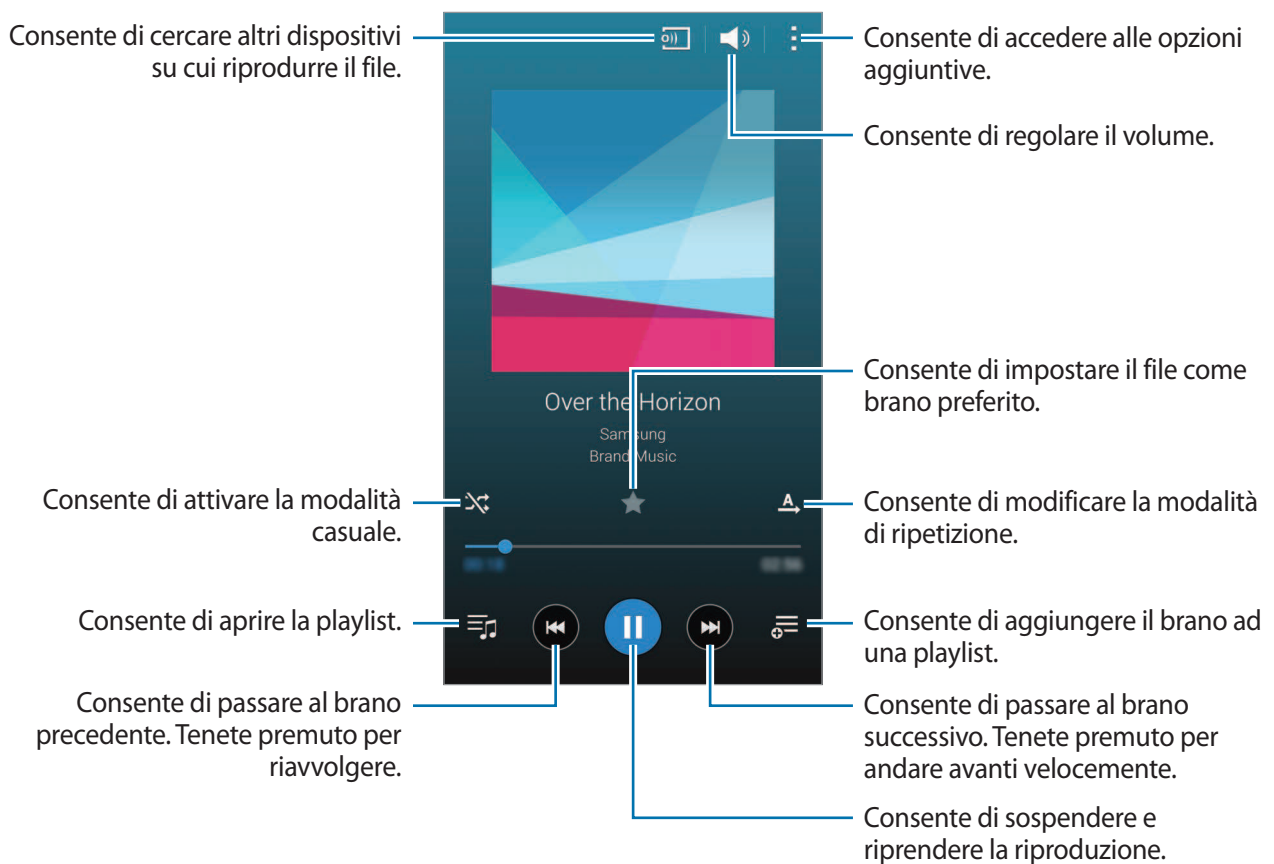 Consente di cercare altri dispositivi
su cui riprodurre il file.
Consente di accedere alle opzioni
aggiuntive.
Consente di regolare il volume.
Consente di impostare il file come
brano preferito.
Over the Horizon
Samsung
Brand Music
Consente di attivare la modalità
casuale.
A
Consente di modificare la modalità
di ripetizione.
Consente di aprire la playlist.
Consente di aggiungere il brano ad
una playlist.
Consente di passare al brano
precedente. Tenete premuto per
riavvolgere.
Consente di passare al brano
successivo. Tenete premuto per
andare avanti velocemente.
Consente di sospendere e
riprendere la riproduzione.